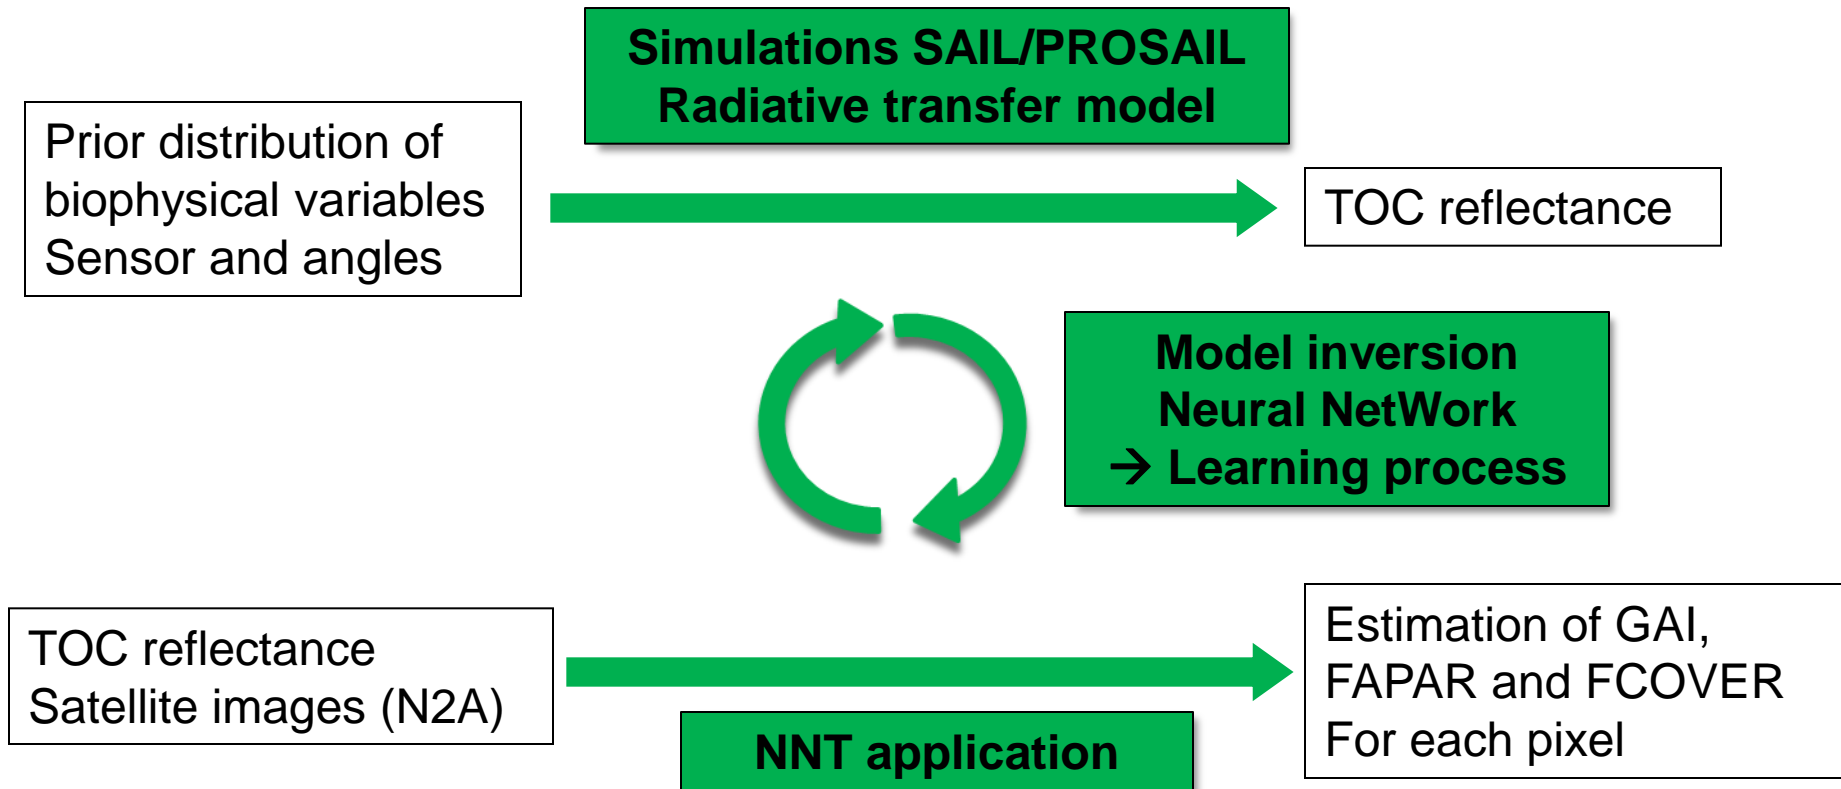 Simulations SAIL/PROSAIL
Radiative transfer model
Prior distribution of
biophysical variables
Sensor and angles
TOC reflectance
Model inversion
Neural NetWork
→ Learning process
TOC reflectance
Satellite images (N2A)
Estimation of GAI,
FAPAR and FCOVER
For each pixel
NNT application